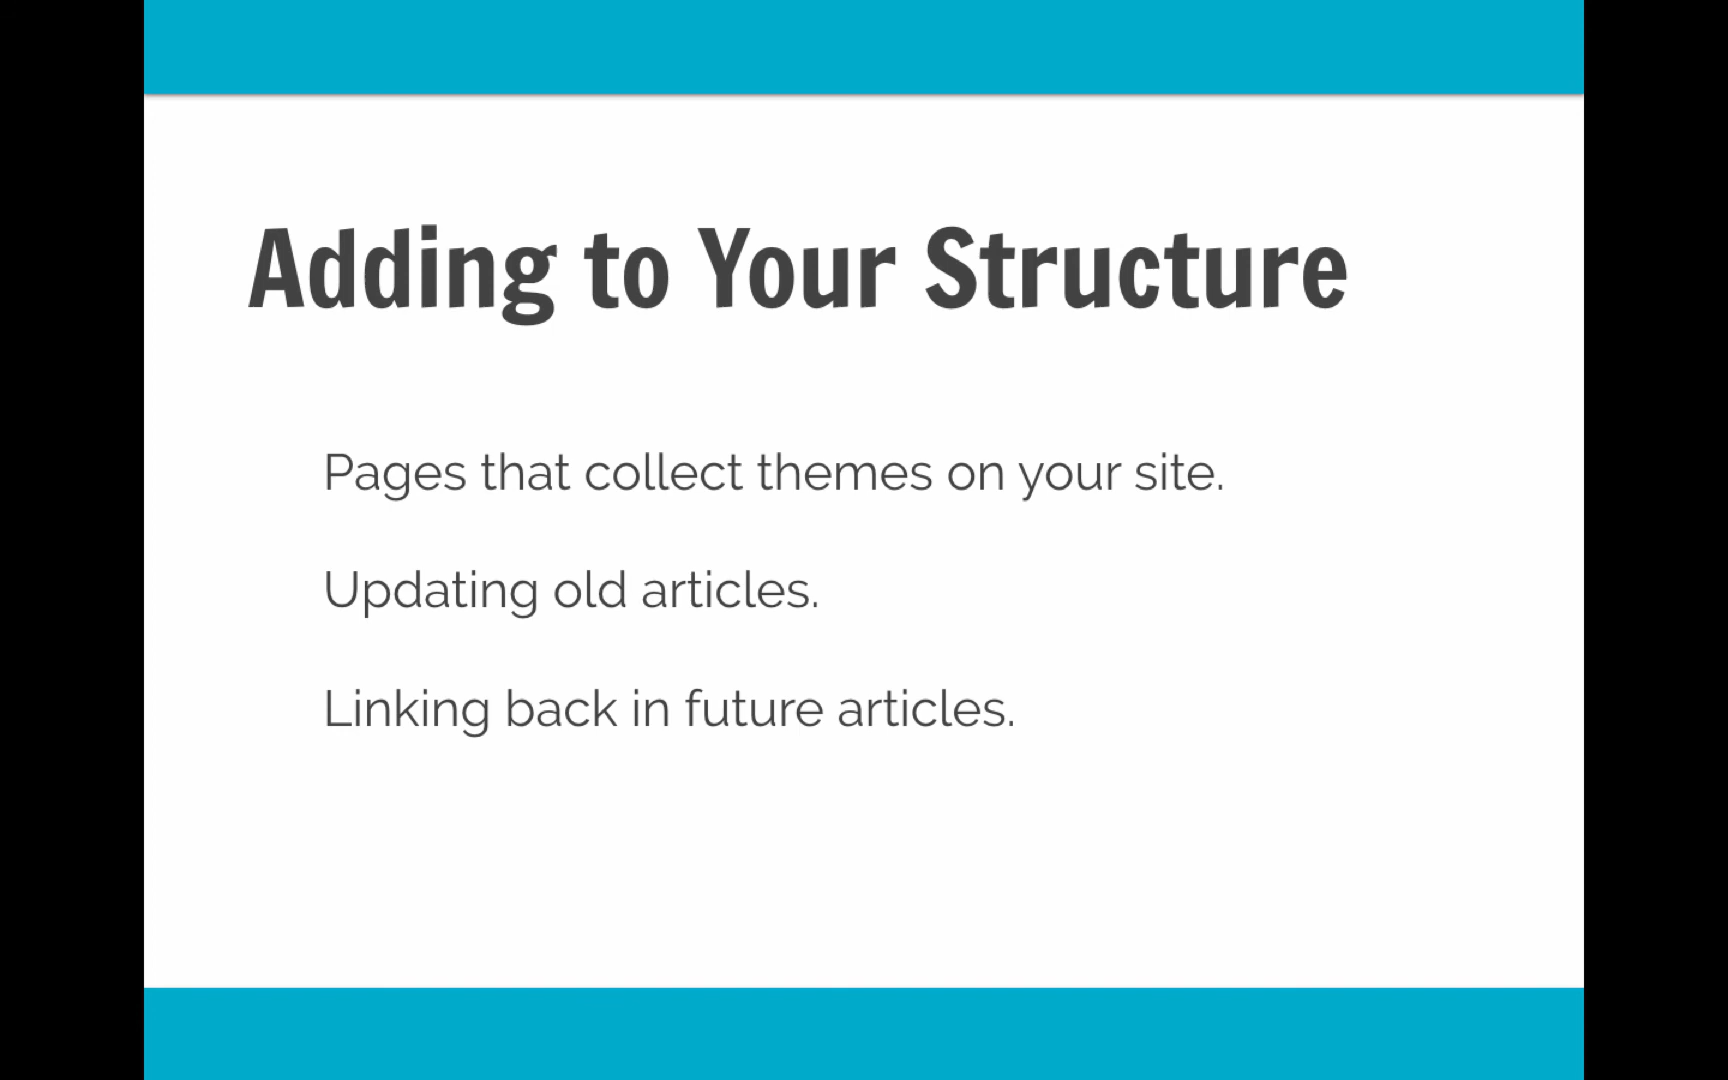 Adding to Your Structure
Pages that collect themes on your site.
Updating old articles.
Linking back in future articles.